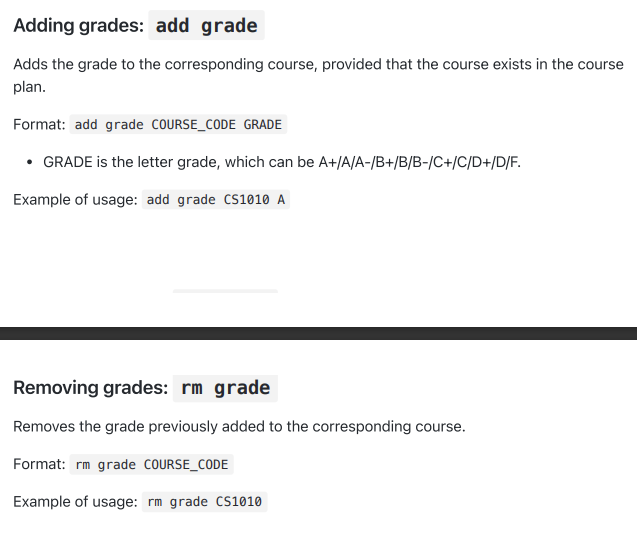 Adding grades: add grade
Adds the grade to the corresponding course, provided that the course exists in the course
plan.
Format: add grade COURSE_CODE GRADE
• GRADE is the letter grade, which can be A+/A/A-/B+/B/B-/C+/C/D+/D/F.
Example of usage: add grade CS1010 A
Removing grades: rm grade
Removes the grade previously added to the corresponding course.
Format: rm grade COURSE_CODE
Example of usage: rm grade CS1010